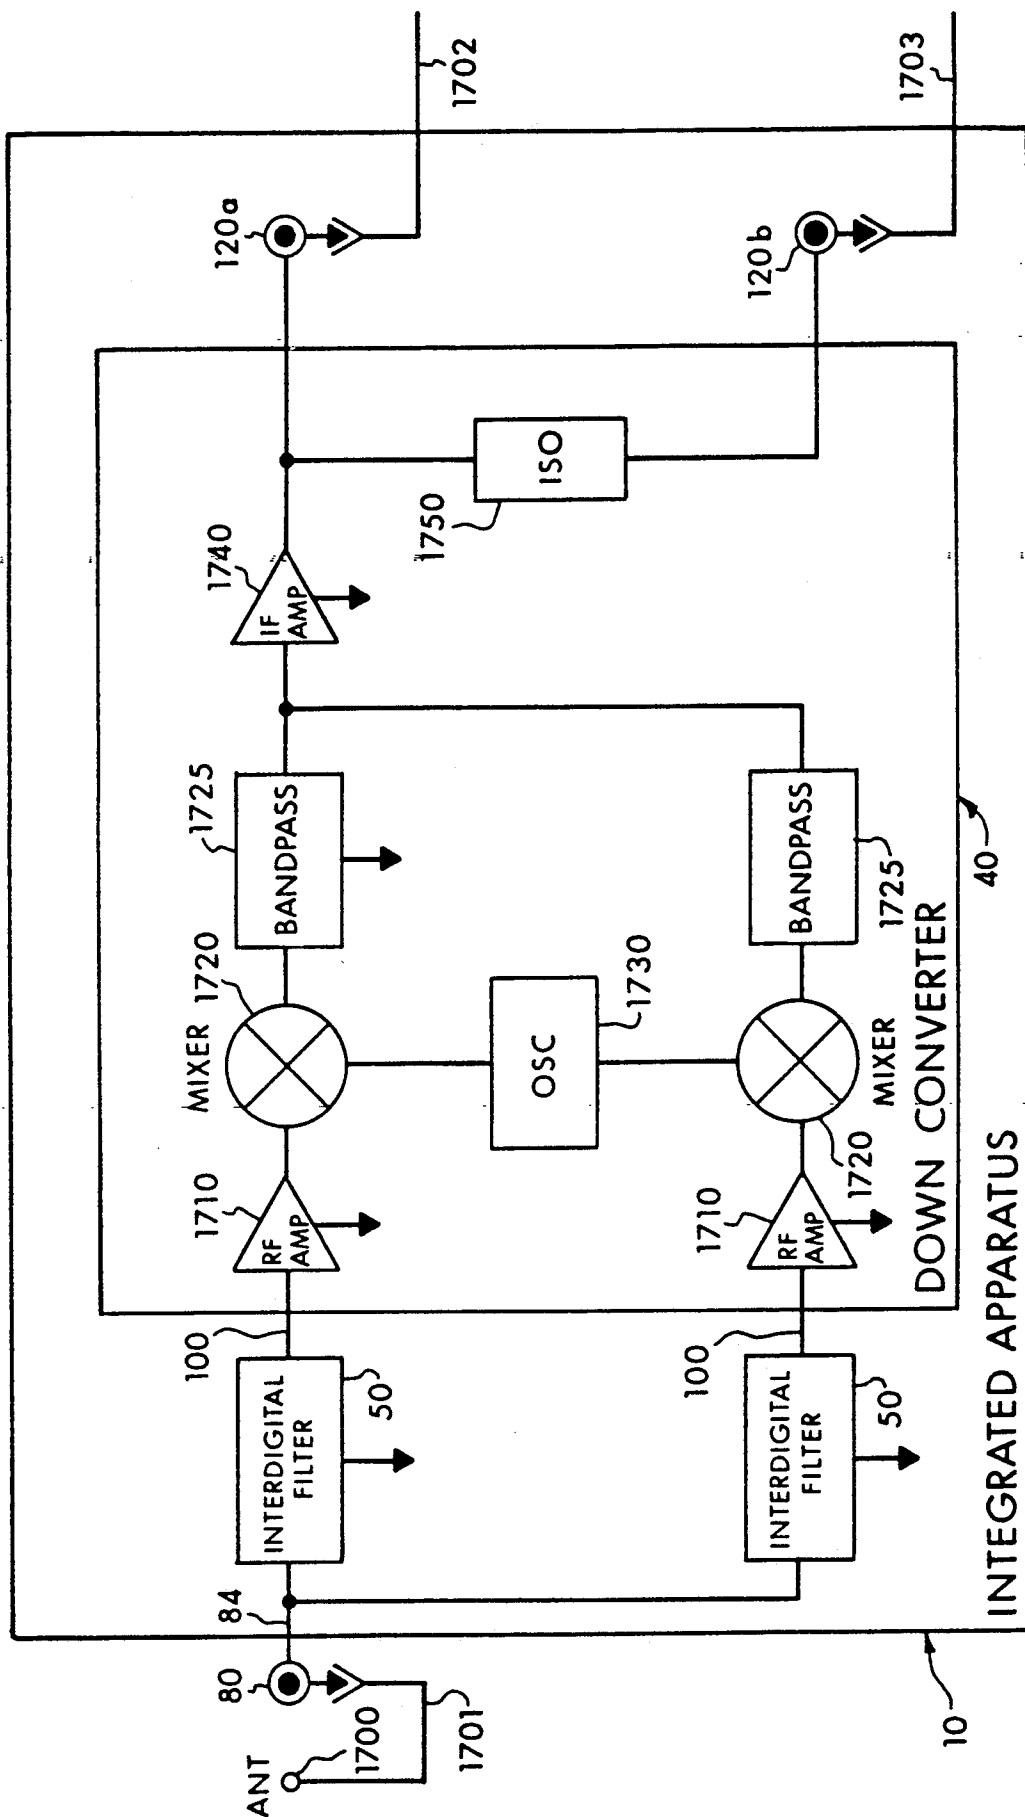 ANT
1700
1701
80
84
INTERDIGITAL
FILTER
50
100
1710
RF
AMP
MIXER
1720
BANDPASS
1725
1740
IF
AMP
120a
1702
OSC
1730
1750
ISO
INTERDIGITAL
FILTER
50
100
1710
RF
AMP
1720
MIXER
BANDPASS
1725
120b
1703
DOWN CONVERTER
40
INTEGRATED APPARATUS
10